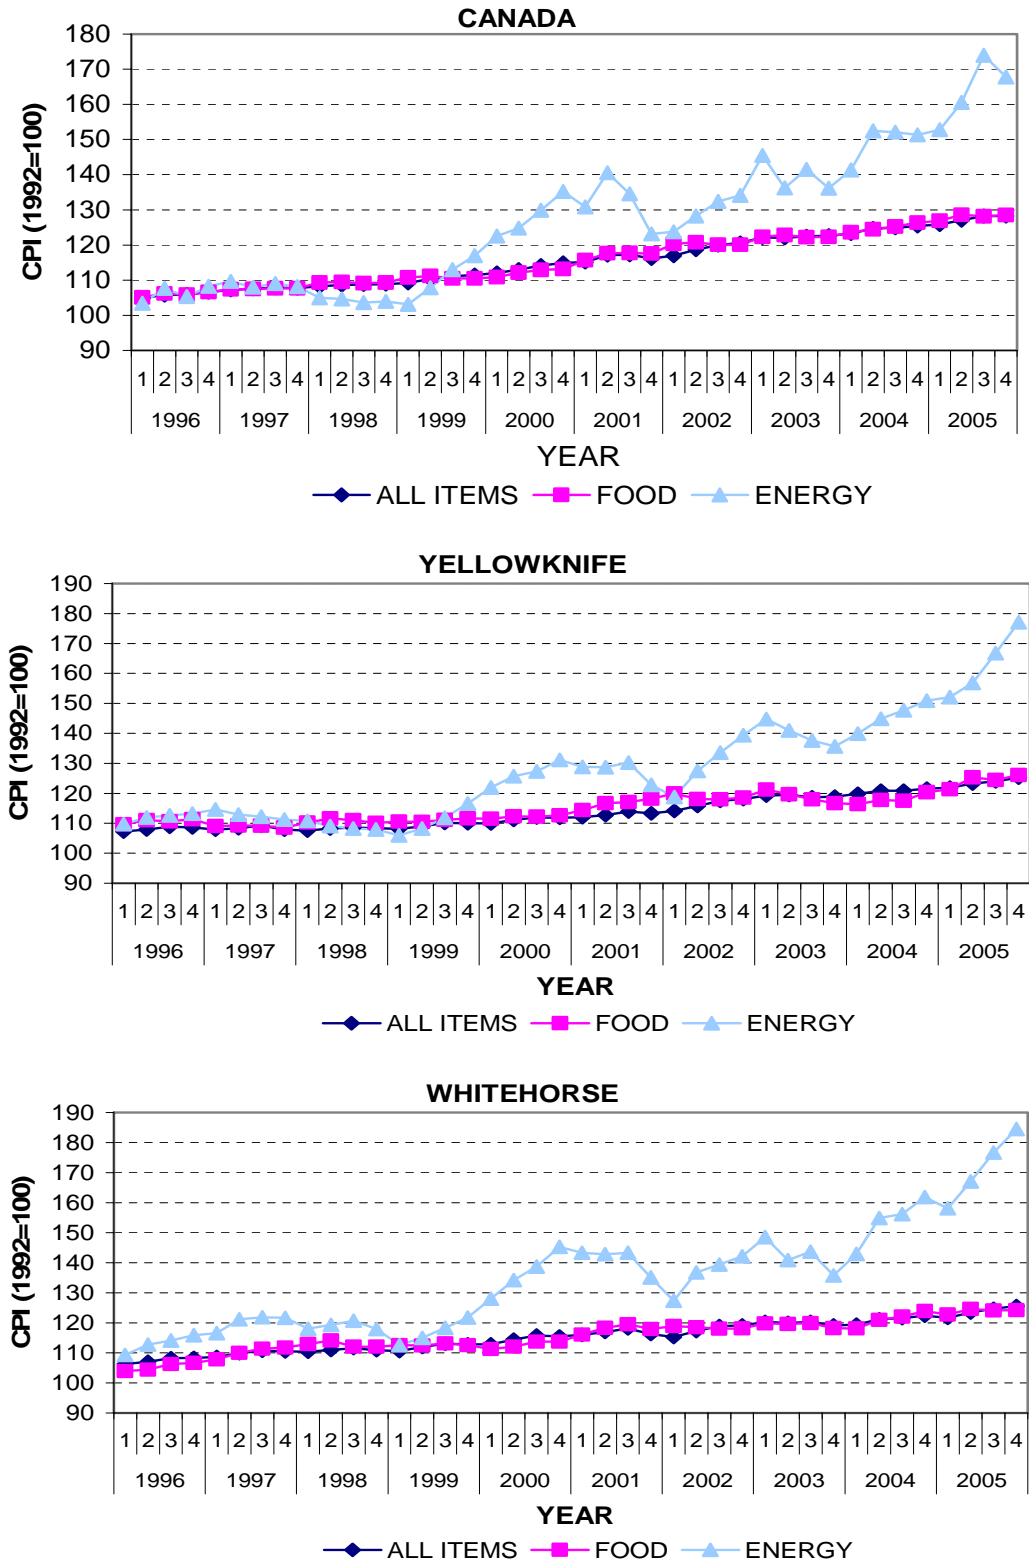 CANADA
180
170
160
150
140
130
120
110
100
90
CPI (1992=100)
1 2 3 4 1 2 3 4 1 2 3 4 1 2 3 4 1 2 3 4 1 2 3 4 1 2 3 4 1 2 3 4 1 2 3 4 1 2 3 4
1996 1997 1998 1999 2000 2001 2002 2003 2004 2005
YEAR
ALL ITEMS FOOD ENERGY
YELLOWKNIFE
190
180
170
160
150
140
130
120
110
100
90
CPI (1992=100)
1 2 3 4 1 2 3 4 1 2 3 4 1 2 3 4 1 2 3 4 1 2 3 4 1 2 3 4 1 2 3 4 1 2 3 4 1 2 3 4
1996 1997 1998 1999 2000 2001 2002 2003 2004 2005
YEAR
ALL ITEMS FOOD ENERGY
WHITEHORSE
190
180
170
160
150
140
130
120
110
100
90
CPI (1992=100)
1 2 3 4 1 2 3 4 1 2 3 4 1 2 3 4 1 2 3 4 1 2 3 4 1 2 3 4 1 2 3 4 1 2 3 4 1 2 3 4
1996 1997 1998 1999 2000 2001 2002 2003 2004 2005
YEAR
ALL ITEMS FOOD ENERGY